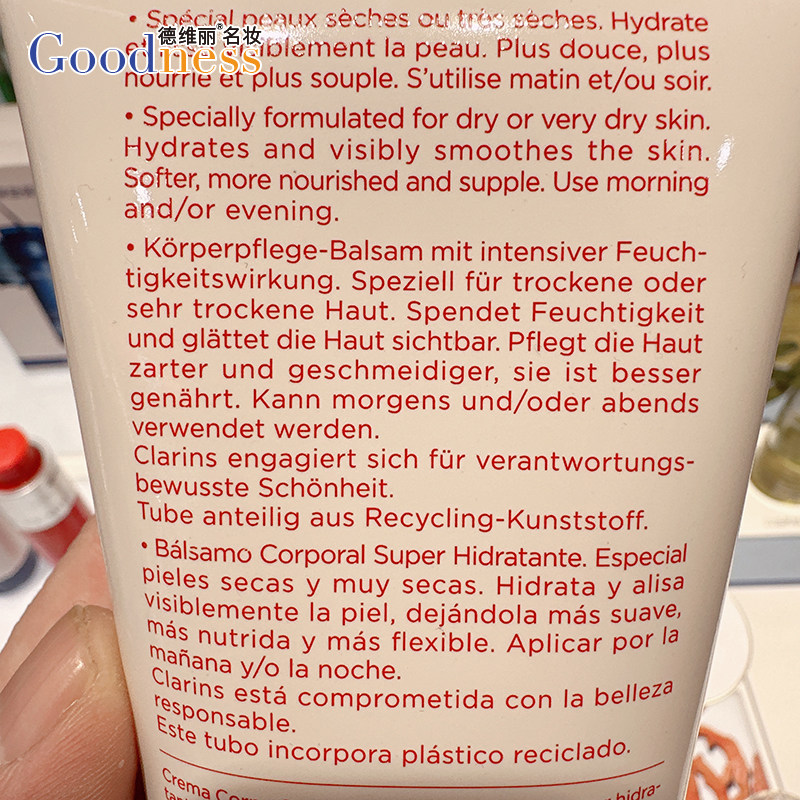 • Spécial peaux sèches ou très sèches. Hydrate
德维丽®名妆
Goodness
la peau. Plus douce, plus
nourrie et plus souple. S'utilise matin et/ou soir.
• Specially formulated for dry or very dry skin.
Hydrates and visibly smoothes the skin.
Softer, more nourished and supple. Use morning
and/or evening.
• Körperpflege-Balsam mit intensiver Feuch-
tigkeitswirkung. Speziell für trockene oder
sehr trockene Haut. Spendet Feuchtigkeit
und glättet die Haut sichtbar. Pflegt die Haut
zarter und geschmeidiger, sie ist besser
genährt. Kann morgens und/oder abends
verwendet werden.
Clarins engagiert sich für verantwortungs-
bewusste Schönheit.
Tube anteilig aus Recycling-Kunststoff.
• Bálsamo Corporal Super Hidratante. Especial
pieles secas y muy secas. Hidrata y alisa
visiblemente la piel, dejándola más suave,
más nutrida y más flexible. Aplicar por la
mañana y/o la noche.
Clarins está comprometida con la belleza
responsable.
Este tubo incorpora plástico reciclado.
Crema
hidra-